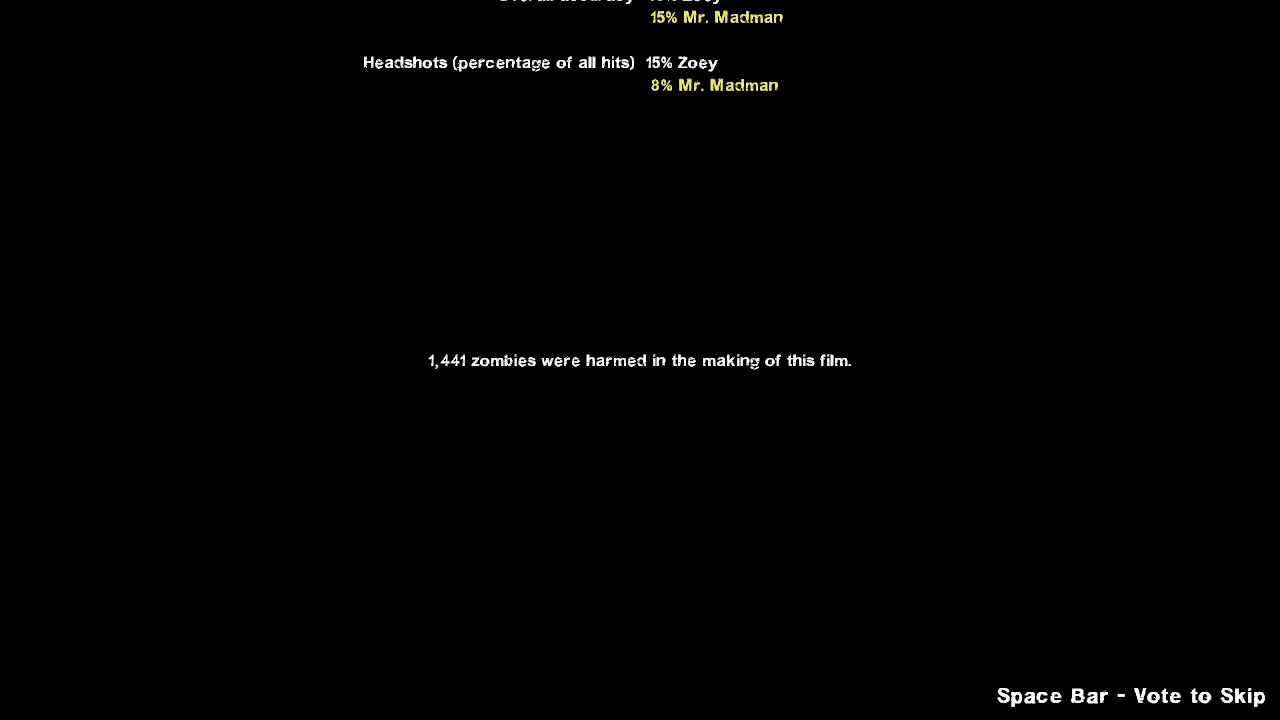 15% Mr. Madman
Headshots (percentage of all hits) 15% Zoey
8% Mr. Madman
1,441 zombies were harmed in the making of this film.
Space Bar - Vote to Skip